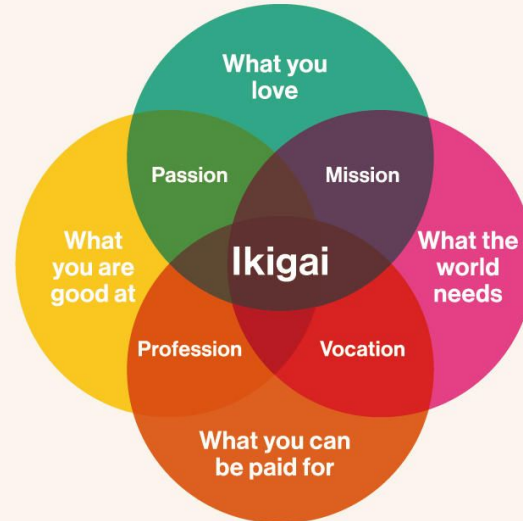 What you
love
Passion
Mission
What
you are
good at
Ikigai
What the
world
needs
Profession
Vocation
What you can
be paid for